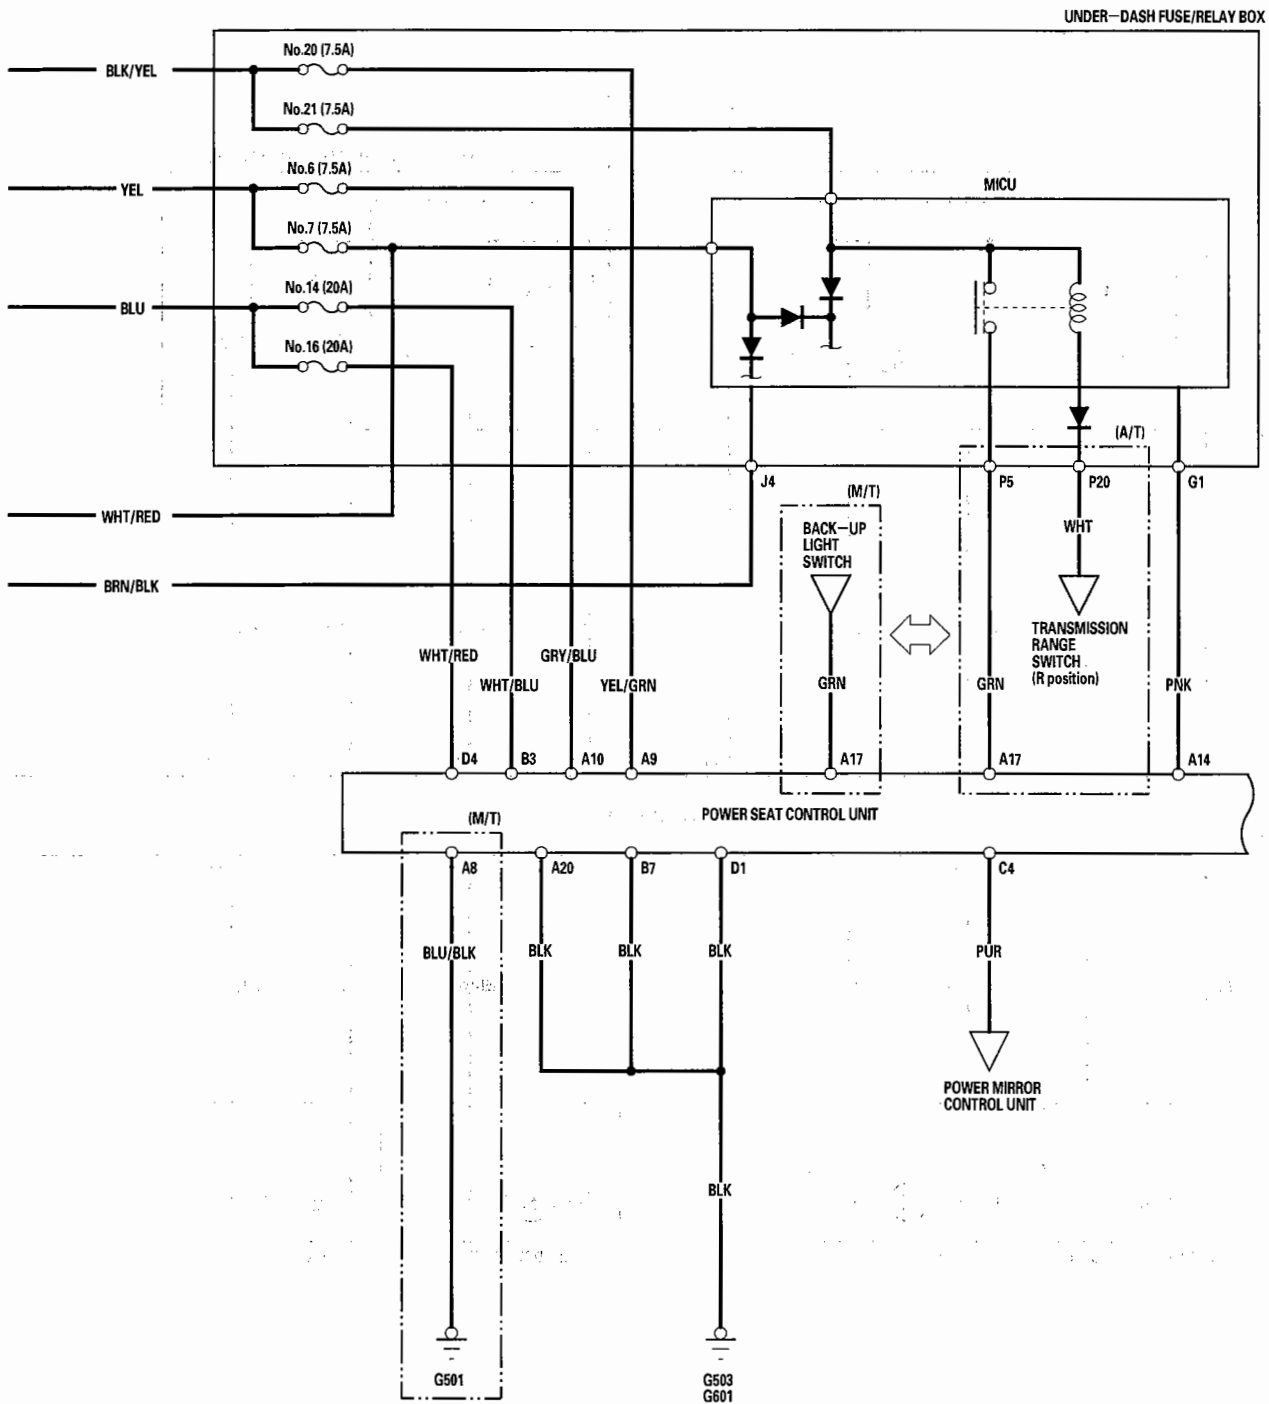 UNDER-DASH FUSE/RELAY BOX
No.20 (7.5A)
BLK/YEL
No.21 (7.5A)
No.6 (7.5A)
YEL
MICU
No.7 (7.5A)
No.14 (20A)
BLU
No.16 (20A)
(A/T)
J4
P5
P20
G1
(M/T)
WHT/RED
BACK-UP
LIGHT
SWITCH
WHT
BRN/BLK
TRANSMISSION
RANGE
SWITCH
(R position)
WHT/RED
GRY/BLU
WHT/BLU
YEL/GRN
GRN
GRN
PNK
D4
B3
A10
A9
A17
A17
A14
POWER SEAT CONTROL UNIT
(M/T)
A8
A20
B7
D1
C4
BLU/BLK
BLK
BLK
BLK
PUR
POWER MIRROR
CONTROL UNIT
BLK
G501
G503
G601